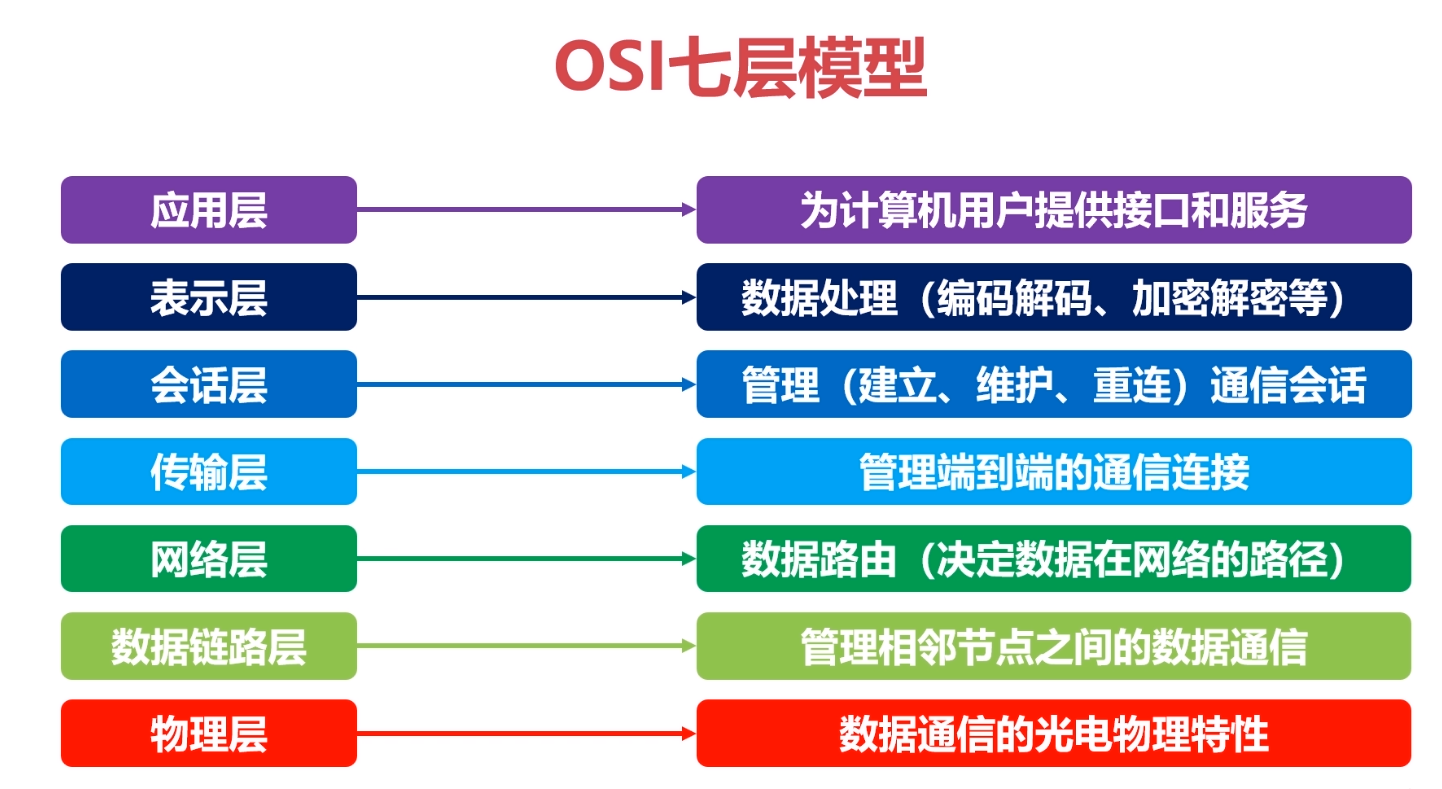 OSI七层模型
应用层
为计算机用户提供接口和服务
表示层
数据处理（编码解码、加密解密等）
会话层
管理（建立、维护、重连）通信会话
传输层
管理端到端的通信连接
网络层
数据路由（决定数据在网络的路径）
数据链路层
管理相邻节点之间的数据通信
物理层
数据通信的光电物理特性